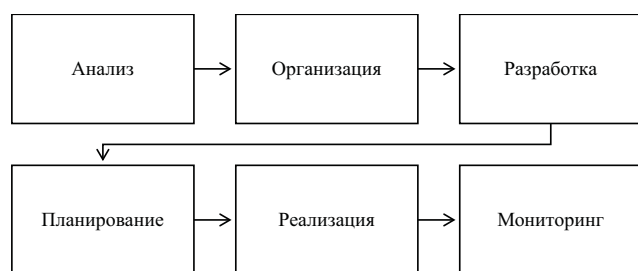 Анализ
Организация
Разработка
Планирование
Реализация
Мониторинг